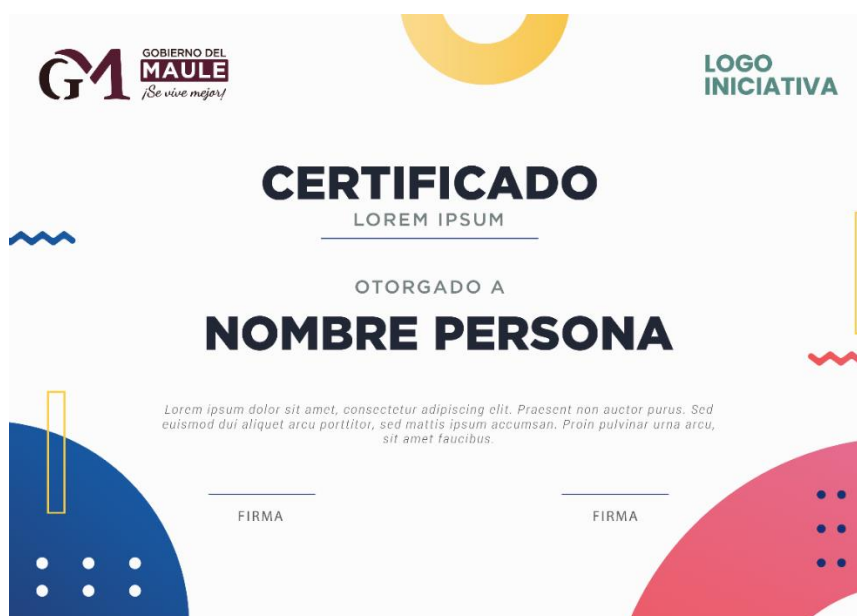 GM
GOBIERNO DEL
MAULE
¡Se vive mejor!
LOGO
INICIATIVA
CERTIFICADO
LOREM IPSUM
OTORGADO A
NOMBRE PERSONA
Lorem ipsum dolor sit amet, consectetur adipiscing elit. Praesent non auctor purus. Sed
euismod dui aliquet arcu porttitor, sed mattis ipsum accumsan. Proin pulvinar urna arcu,
sit amet faucibus.
FIRMA
FIRMA